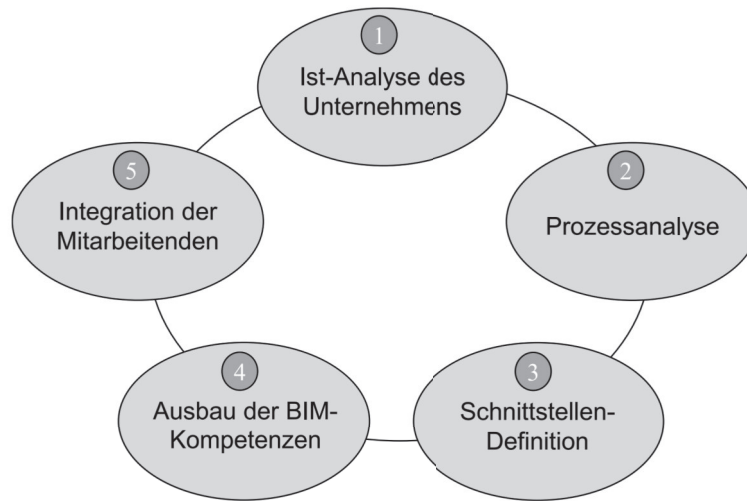 1
Ist-Analyse des
Unternehmens
2
Prozessanalyse
3
Schnittstellen-
Definition
4
Ausbau der BIM-
Kompetenzen
5
Integration der
Mitarbeitenden